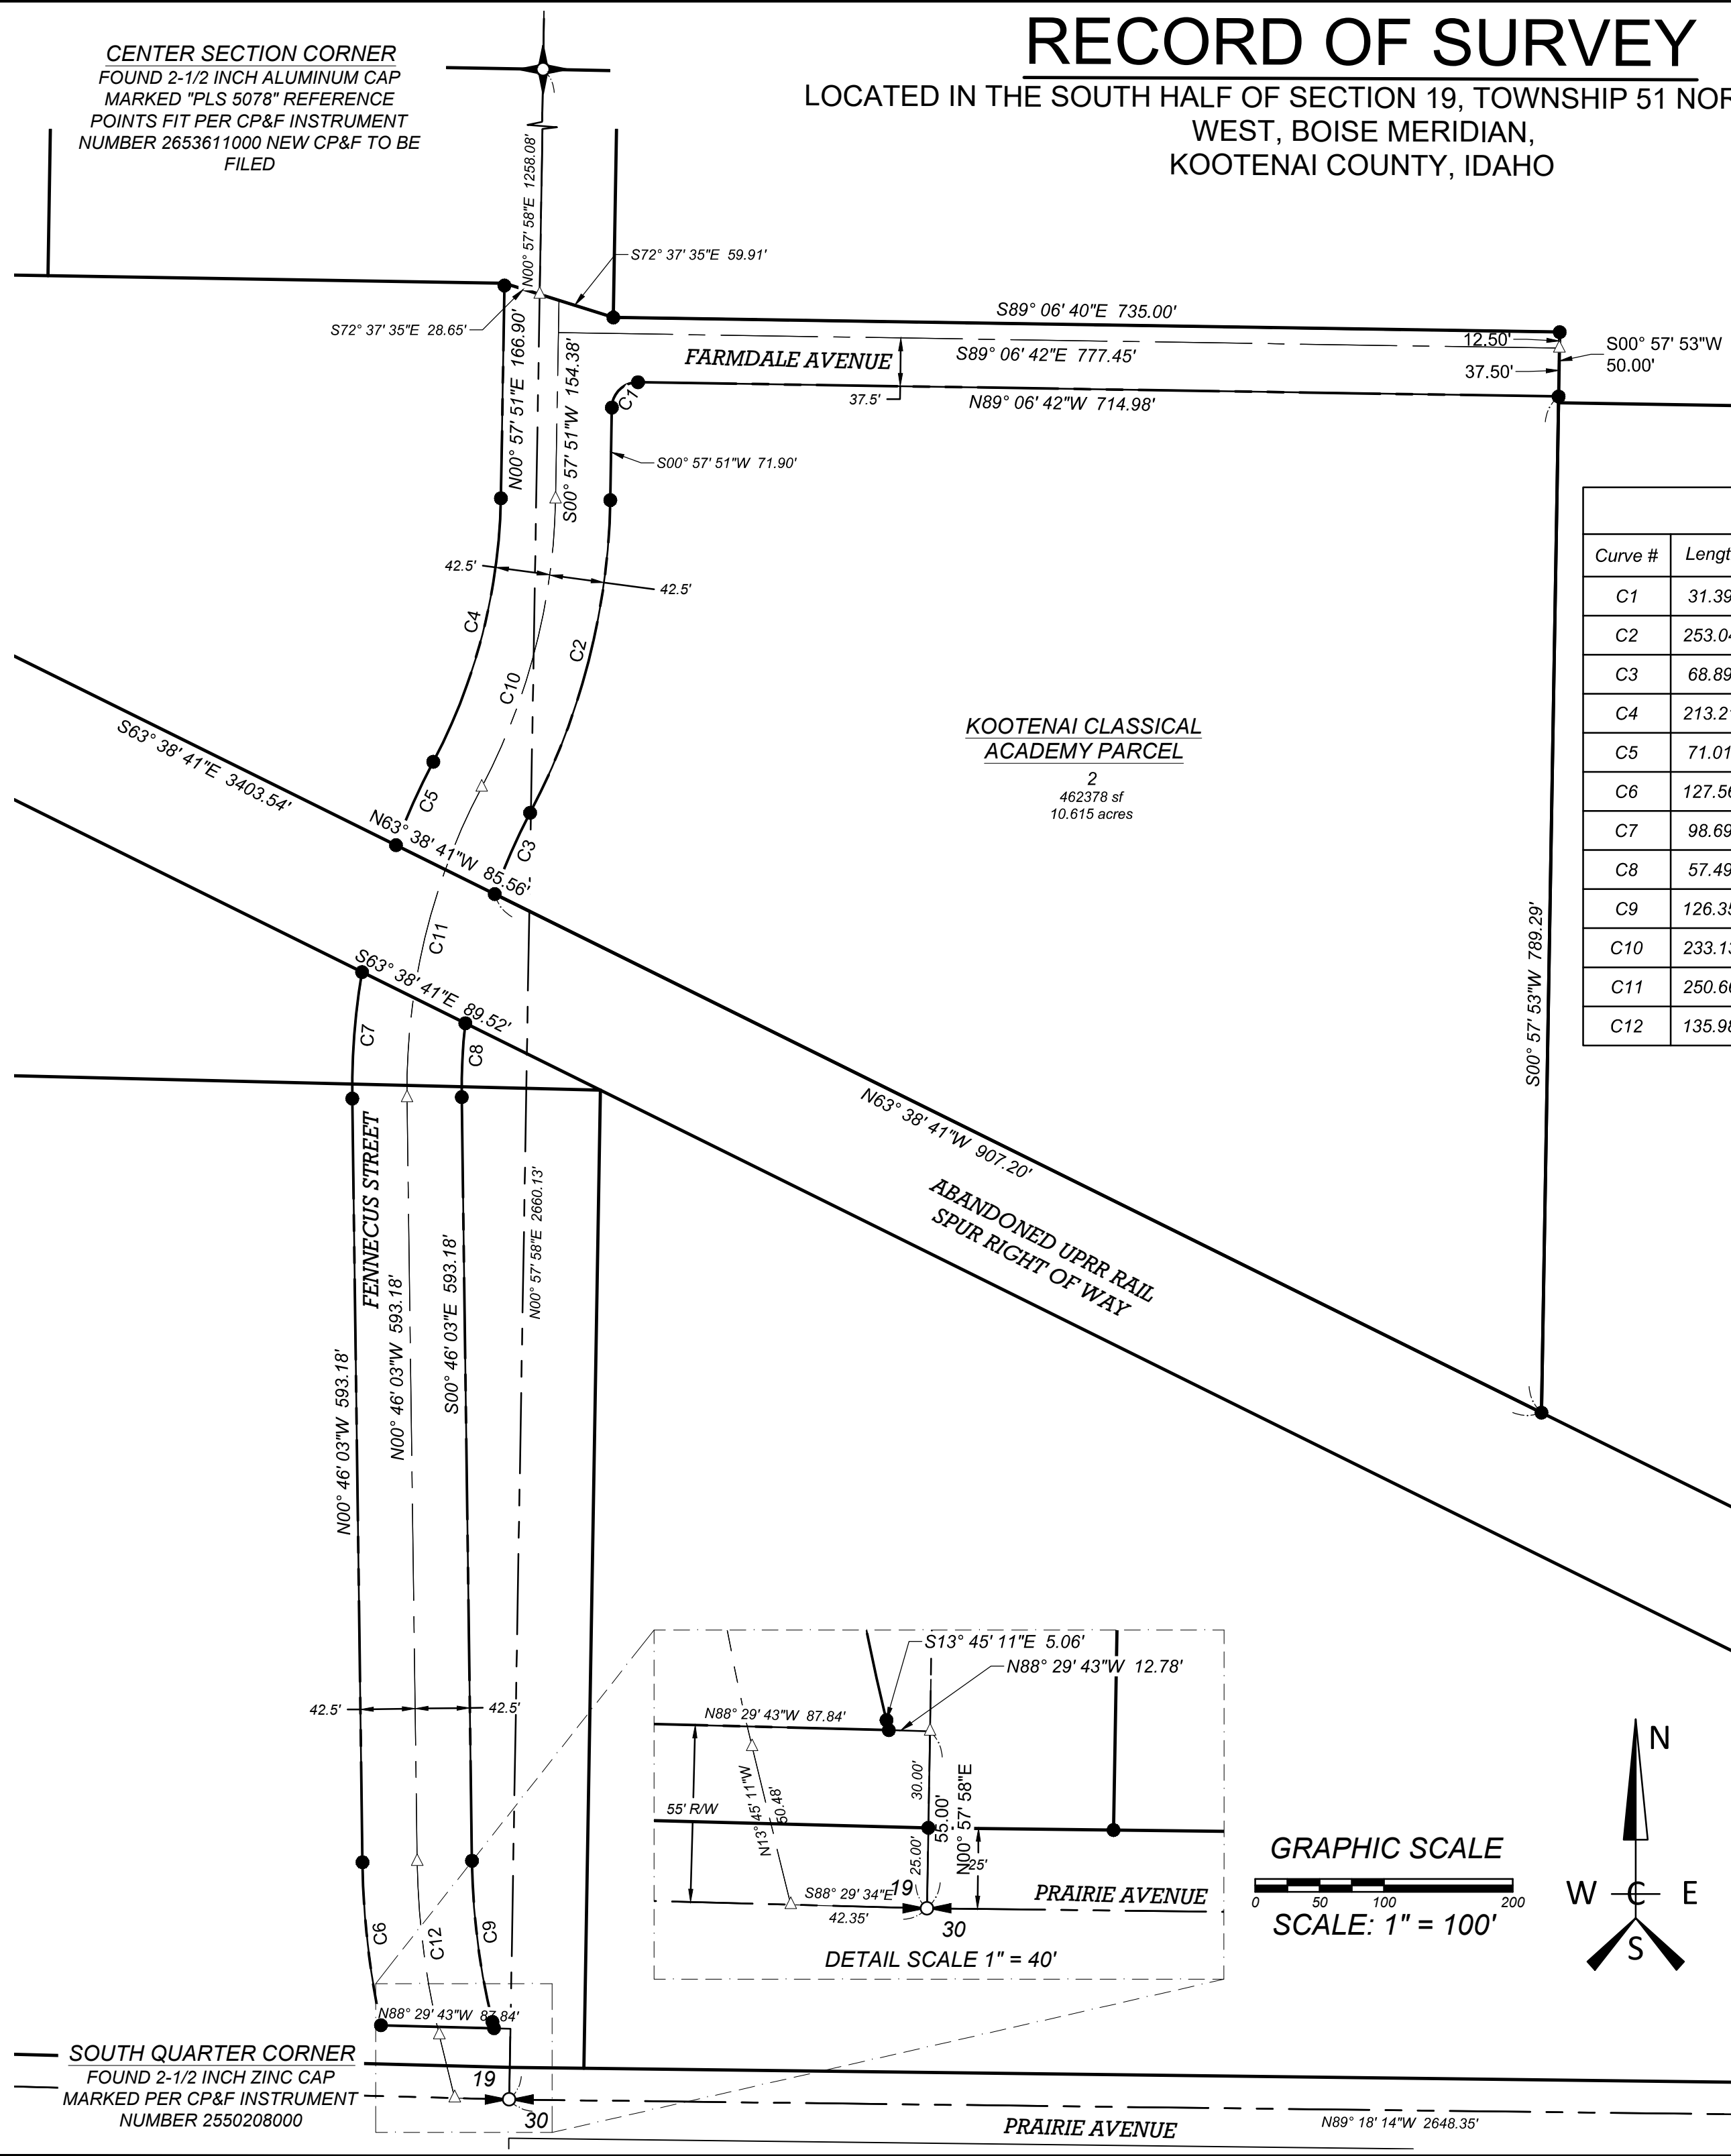 RECORD OF SURVEY
LOCATED IN THE SOUTH HALF OF SECTION 19, TOWNSHIP 51 NOR
WEST, BOISE MERIDIAN,
KOOTENAI COUNTY, IDAHO
CENTER SECTION CORNER
FOUND 2-1/2 INCH ALUMINUM CAP
MARKED "PLS 5078" REFERENCE
POINTS FIT PER CP&F INSTRUMENT
NUMBER 2653611000 NEW CP&F TO BE
FILED
N00° 57' 58"E 1258.08'
S72° 37' 35"E 59.91'
S72° 37' 35"E 28.65'
N00° 57' 51"E 166.90'
S00° 57' 51"W 154.38'
S89° 06' 40"E 735.00'
FARMDALE AVENUE
S89° 06' 42"E 777.45'
12.50'
37.50'
S00° 57' 53"W
50.00'
37.5'
N89° 06' 42"W 714.98'
C1
S00° 57' 51"W 71.90'
42.5'
42.5'
C4
C2
C10
Curve #
Lengt
C1
31.39
C2
253.04
C3
68.89
C4
213.21
C5
71.01
C6
127.56
C7
98.69
C8
57.49
C9
126.35
C10
233.13
C11
250.66
C12
135.98
S63° 38' 41"E 3403.54'
KOOTENAI CLASSICAL
ACADEMY PARCEL
2
462378 sf
10.615 acres
C5
N63° 38' 41"W 85.56'
C3
C11
S63° 38' 41"E 89.52'
C7
C8
S00° 57' 53"W 789.29'
N63° 38' 41"W 907.20'
ABANDONED UPRR RAIL
SPUR RIGHT OF WAY
FENNECUS STREET
N00° 46' 03"W 593.18'
N00° 46' 03"W 593.18'
S00° 46' 03"E 593.18'
N00° 57' 58"E 2660.13'
42.5'
42.5'
S13° 45' 11"E 5.06'
N88° 29' 43"W 12.78'
N88° 29' 43"W 87.84'
55' R/W
N13° 45' 11"W
50.48'
30.00'
55.00'
N00° 57' 58"E
25.00'
25'
S88° 29' 34"E
42.35'
19
30
PRAIRIE AVENUE
DETAIL SCALE 1" = 40'
GRAPHIC SCALE
0 50 100 200
SCALE: 1" = 100'
N
W C E
S
C6
C12
C9
N88° 29' 43"W 87.84'
SOUTH QUARTER CORNER
FOUND 2-1/2 INCH ZINC CAP
MARKED PER CP&F INSTRUMENT
NUMBER 2550208000
19
30
PRAIRIE AVENUE
N89° 18' 14"W 2648.35'